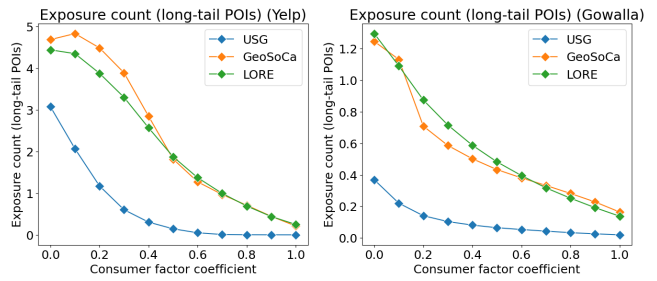 Exposure count (long-tail POIs) (Yelp)
Exposure count (long-tail POIs)
5
4
3
2
1
0
USG
GeoSoCa
LORE
0.0 0.2 0.4 0.6 0.8 1.0
Consumer factor coefficient
Exposure count (long-tail POIs) (Gowalla)
Exposure count (long-tail POIs)
1.2
1.0
0.8
0.6
0.4
0.2
0.0
USG
GeoSoCa
LORE
0.0 0.2 0.4 0.6 0.8 1.0
Consumer factor coefficient